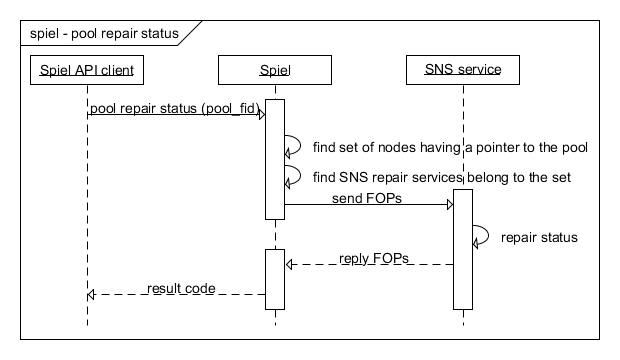 spiel - pool repair status
Spiel API client
Spiel
SNS service
pool repair status (pool_fid)
find set of nodes having a pointer to the pool
find SNS repair services belong to the set
send FOPs
repair status
reply FOPs
result code